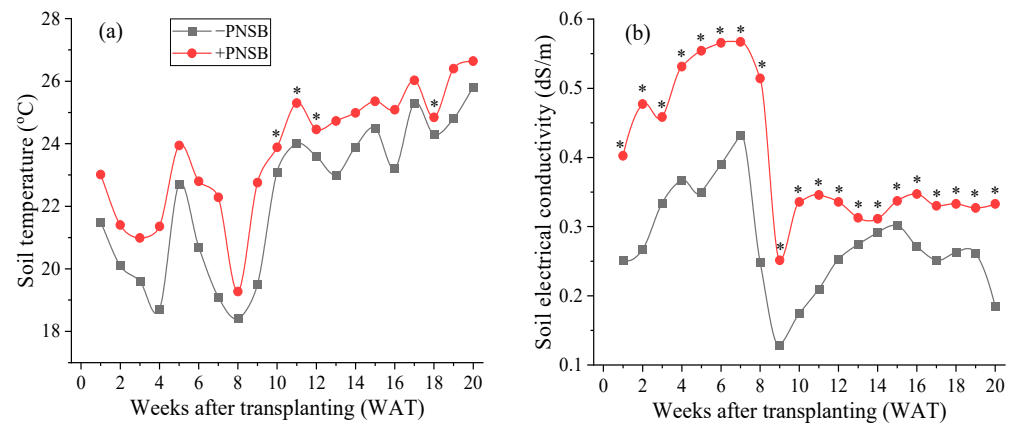 (a)
−PNSB
+PNSB
28
26
24
22
20
18
Soil temperature (°C)
* * * *
0 2 4 6 8 10 12 14 16 18 20
Weeks after transplanting (WAT)
(b)
0.6
0.5
0.4
0.3
0.2
0.1
Soil electrical conductivity (dS/m)
* * * * * * * * * * * * * * * * * * * *
0 2 4 6 8 10 12 14 16 18 20
Weeks after transplanting (WAT)